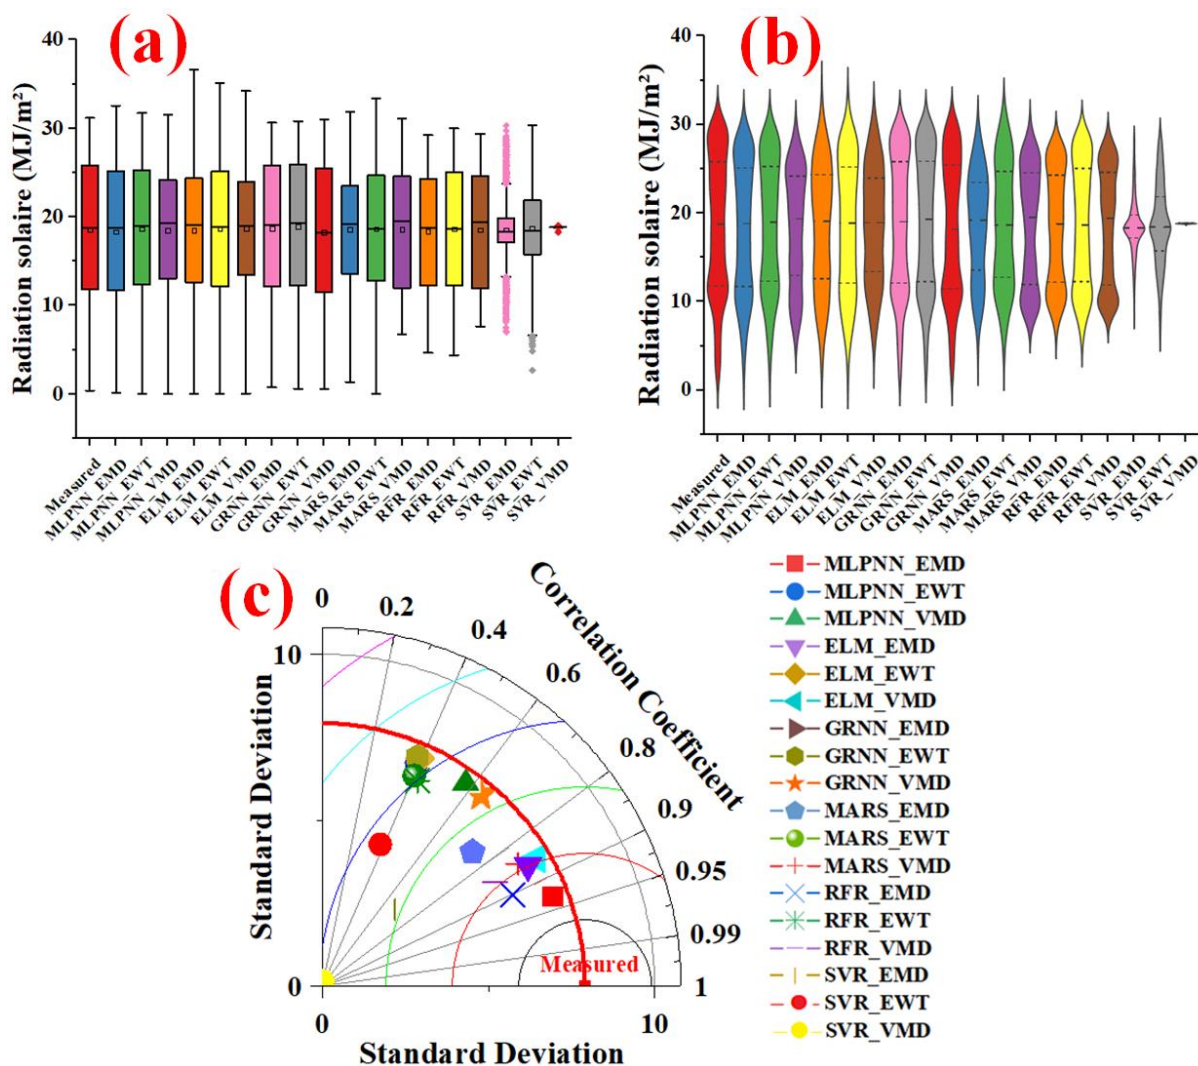 (a)
Radiation solaire (MJ/m²)
40
30
20
10
0
Measured
MLPNN_EMD
MLPNN_EWT
MLPNN_VMD
ELM_EMD
ELM_EWT
ELM_VMD
GRNN_EMD
GRNN_EWT
GRNN_VMD
MARS_EMD
MARS_EWT
MARS_VMD
RFR_EMD
RFR_EWT
RFR_VMD
SVR_EMD
SVR_EWT
SVR_VMD
(b)
Radiation solaire (MJ/m²)
40
30
20
10
0
Measured
MLPNN_EMD
MLPNN_EWT
MLPNN_VMD
ELM_EMD
ELM_EWT
ELM_VMD
GRNN_EMD
GRNN_EWT
GRNN_VMD
MARS_EMD
MARS_EWT
MARS_VMD
RFR_EMD
RFR_EWT
RFR_VMD
SVR_EMD
SVR_EWT
SVR_VMD
(c)
Standard Deviation
10
0
0
0.2
0.4
0.6
0.8
0.9
0.95
0.99
1
Correlation Coefficient
Measured
0
10
Standard Deviation
MLPNN_EMD
MLPNN_EWT
MLPNN_VMD
ELM_EMD
ELM_EWT
ELM_VMD
GRNN_EMD
GRNN_EWT
GRNN_VMD
MARS_EMD
MARS_EWT
MARS_VMD
RFR_EMD
RFR_EWT
RFR_VMD
SVR_EMD
SVR_EWT
SVR_VMD